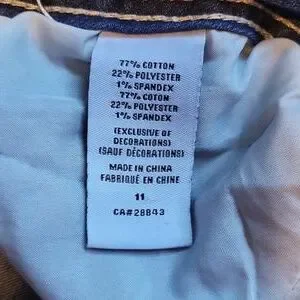 77% COTTON
22% POLYESTER
1% SPANDEX
77% COTON
22% POLYESTER
1% SPANDEX
(EXCLUSIVE OF
DECORATIONS)
(SAUF DÉCORATIONS)
MADE IN CHINA
FABRIQUÉ EN CHINE
11
CA#28843